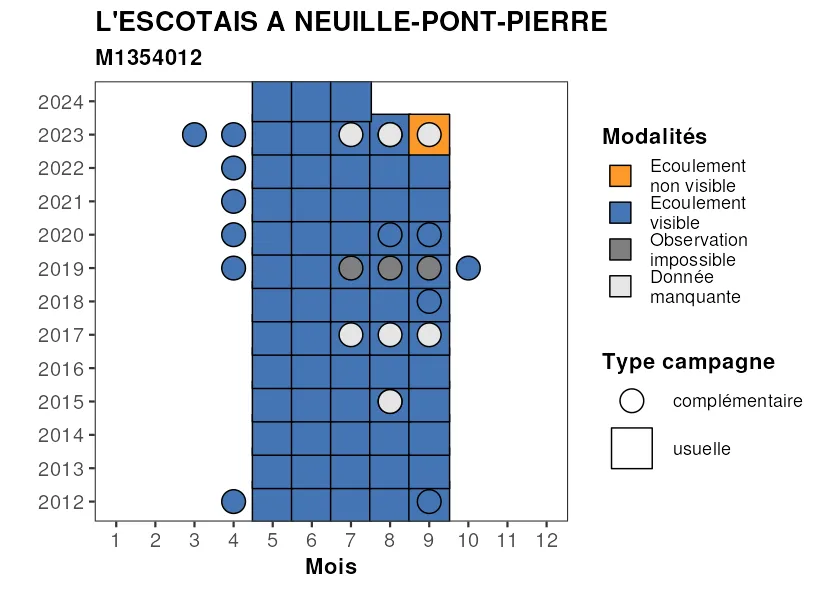 L'ESCOTAIS A NEUILLE-PONT-PIERRE
M1354012
2024
2023
2022
2021
2020
2019
2018
2017
2016
2015
2014
2013
2012
1 2 3 4 5 6 7 8 9 10 11 12
Mois
Modalités
Ecoulement
non visible
Ecoulement
visible
Observation
impossible
Donnée
manquante
Type campagne
complémentaire
usuelle